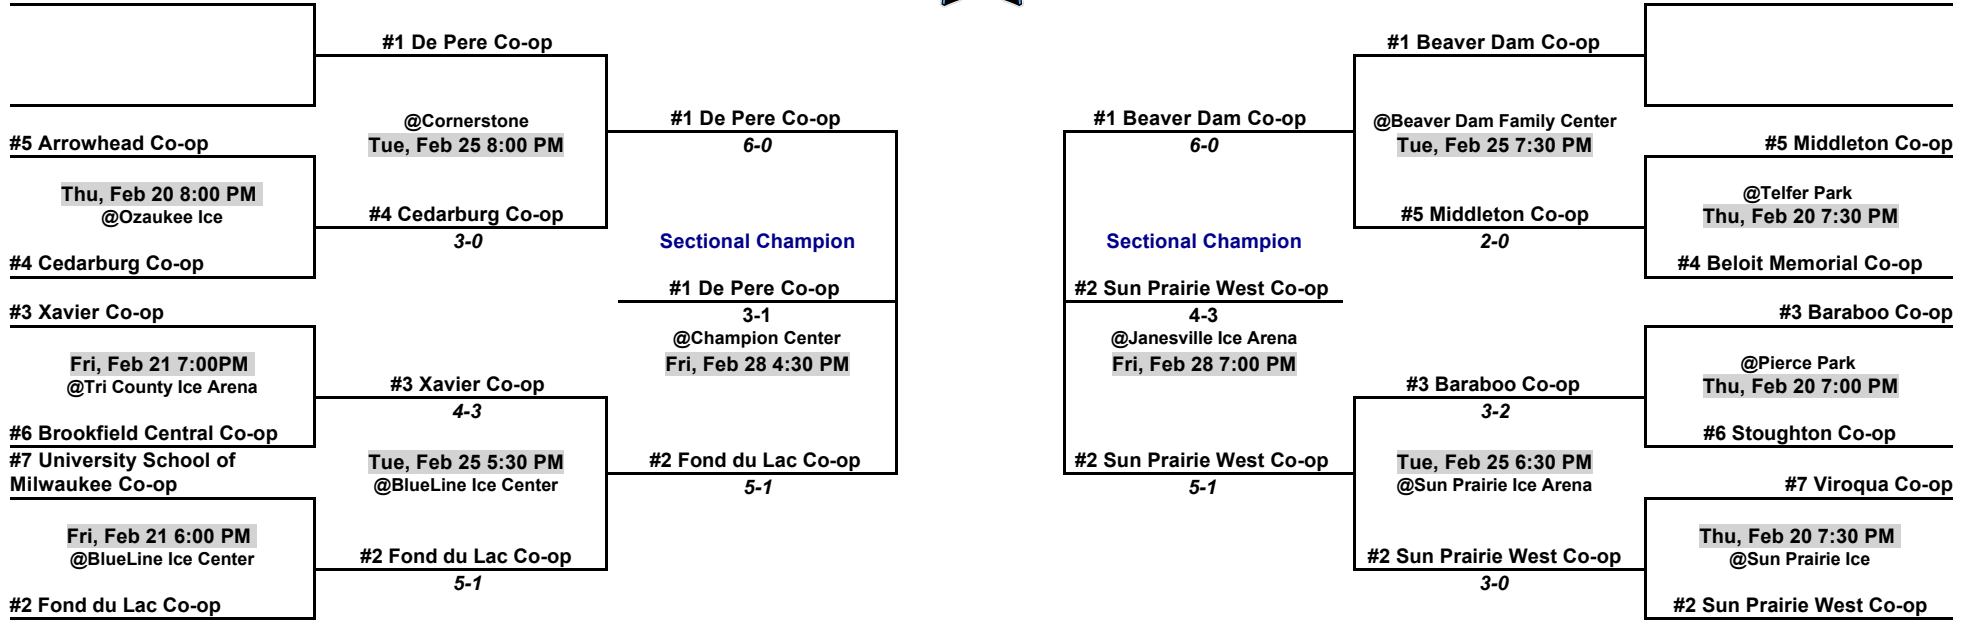 #1 De Pere Co-op
@Cornerstone
Tue, Feb 25 8:00 PM
#5 Arrowhead Co-op
Thu, Feb 20 8:00 PM
@Ozaukee Ice
#4 Cedarburg Co-op
3-0
#4 Cedarburg Co-op
#3 Xavier Co-op
Fri, Feb 21 7:00PM
@Tri County Ice Arena
#3 Xavier Co-op
4-3
#6 Brookfield Central Co-op
#7 University School of
Milwaukee Co-op
Tue, Feb 25 5:30 PM
@BlueLine Ice Center
Fri, Feb 21 6:00 PM
@BlueLine Ice Center
#2 Fond du Lac Co-op
5-1
#2 Fond du Lac Co-op
#1 De Pere Co-op
6-0
Sectional Champion
#1 De Pere Co-op
3-1
@Champion Center
Fri, Feb 28 4:30 PM
#2 Fond du Lac Co-op
5-1
#1 Beaver Dam Co-op
6-0
Sectional Champion
#2 Sun Prairie West Co-op
4-3
@Janesville Ice Arena
Fri, Feb 28 7:00 PM
#2 Sun Prairie West Co-op
5-1
#1 Beaver Dam Co-op
@Beaver Dam Family Center
Tue, Feb 25 7:30 PM
#5 Middleton Co-op
2-0
#3 Baraboo Co-op
3-2
Tue, Feb 25 6:30 PM
@Sun Prairie Ice Arena
#2 Sun Prairie West Co-op
3-0
#5 Middleton Co-op
@Telfer Park
Thu, Feb 20 7:30 PM
#4 Beloit Memorial Co-op
#3 Baraboo Co-op
@Pierce Park
Thu, Feb 20 7:00 PM
#6 Stoughton Co-op
#7 Viroqua Co-op
Thu, Feb 20 7:30 PM
@Sun Prairie Ice
#2 Sun Prairie West Co-op